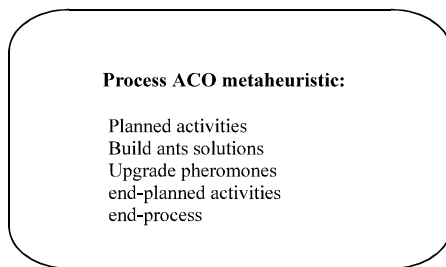 Process ACO metaheuristic:
Planned activities
Build ants solutions
Upgrade pheromones
end-planned activities
end-process